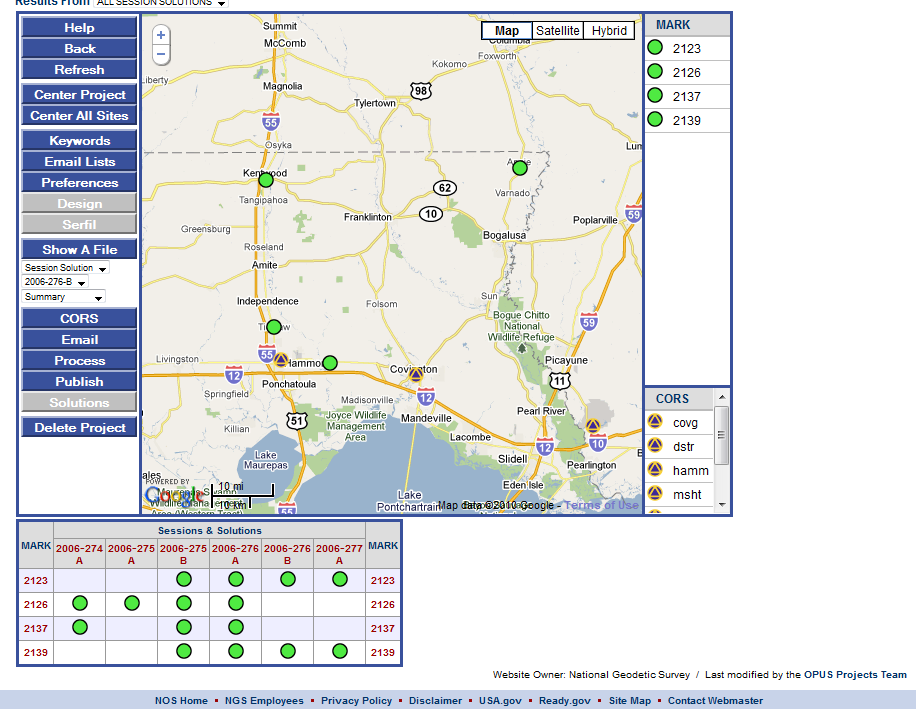 Results From ALL SESSION SOLUTIONS
Help
Back
Refresh
Center Project
Center All Sites
Keywords
Email Lists
Preferences
Design
Serfil
Show A File
Session Solution
2006-276-B
Summary
CORS
Email
Process
Publish
Solutions
Delete Project
Map Satellite Hybrid
Summit
McComb
Columbia
Foxworth
Kokomo
Liberty
Magnolia
98
Tylertown
55
Osyka
Lum
Kentwood
Varnado
62
Tangipahoa
10
Franklinton
59
Poplarville
Greensburg
Bogalusa
Roseland
Amite
Sun
Independence
Folsom
Bogue Chitto
National
Wildlife Refuge
59
55
Livingston
Hammo
Covington
Picayune
12
11
Ponchatoula
Springfield
Madisonville
12
Pearl River
51
Joyce Wildlife
Management
Area
Mandeville
Killian
Lacombe
12
10
Lake
Maurepas
Slidell
Pearlington
ales
POWERED BY
Google
10 mi
10 km
Eden Isle
55
Lake
Pontchartrain
Map data ©2010 Google - Terms of Use
MARK
2123
2126
2137
2139
CORS
covg
dstr
hamm
msht
Sessions & Solutions
MARK 2006-274 A 2006-275 A 2006-275 B 2006-276 A 2006-276 B 2006-277 A MARK
2123 2123
2126 2126
2137 2137
2139 2139
Website Owner: National Geodetic Survey / Last modified by the OPUS Projects Team
NOS Home ▪ NGS Employees ▪ Privacy Policy ▪ Disclaimer ▪ USA.gov ▪ Ready.gov ▪ Site Map ▪ Contact Webmaster